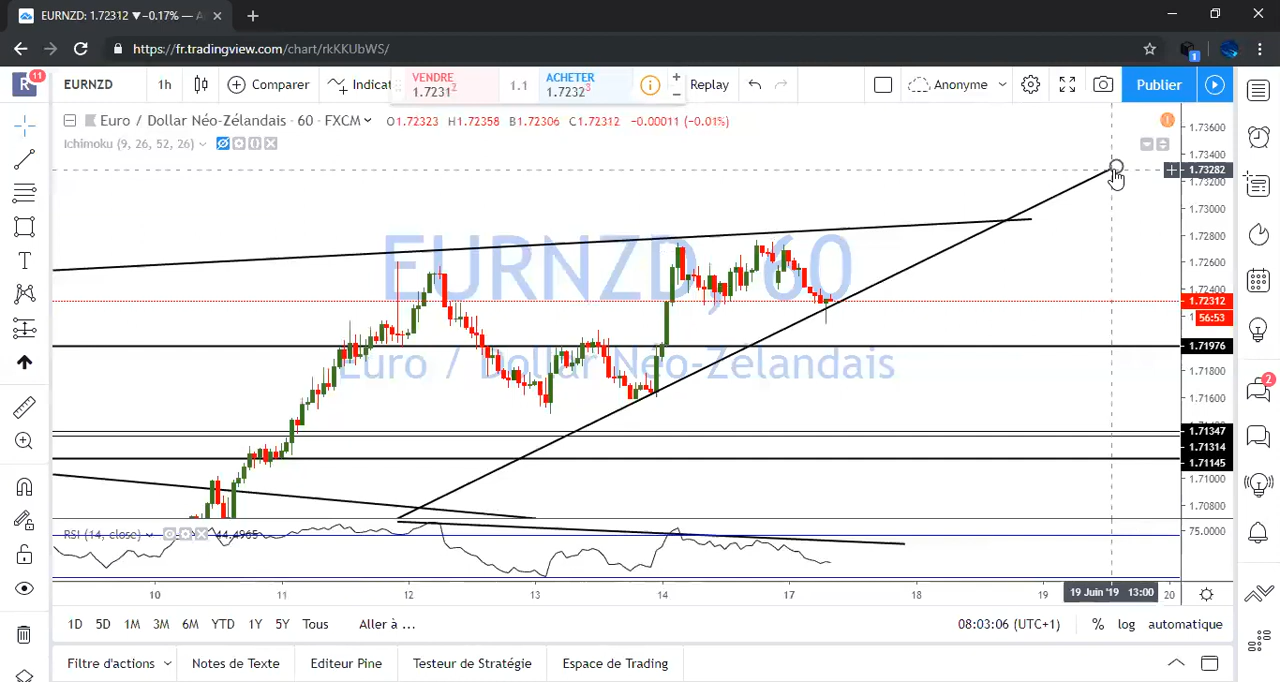 EURNZD: 1.72312 ▼−0.17% — A
https://fr.tradingview.com/chart/rkKKUbWS/
1
R 11
EURNZD 1h Comparer Indicat
VENDRE
1.7231²
1.1
ACHETER
1.7232³
Replay Anonyme Publier
Euro / Dollar Néo-Zélandais · 60 · FXCM O1.72323 H1.72358 B1.72306 C1.72312 −0.00011 (−0.01%)
Ichimoku (9, 26, 52, 26)
EURNZD, 60
Euro / Dollar Néo-Zelandais
1.73600
1.73400
1.73282
1.73200
1.73000
1.72800
1.72600
1.72400
1.72312
56:53
1.71976
1.71800
1.71600
1.71347
1.71314
1.71145
1.71000
1.70800
75.0000
2
RSI (14, close) 44.4965
10 11 12 13 14 17 18 19 19 Juin '19 13:00 20
1D 5D 1M 3M 6M YTD 1Y 5Y Tous Aller à ... 08:03:06 (UTC+1) % log automatique
Filtre d'actions Notes de Texte Editeur Pine Testeur de Stratégie Espace de Trading